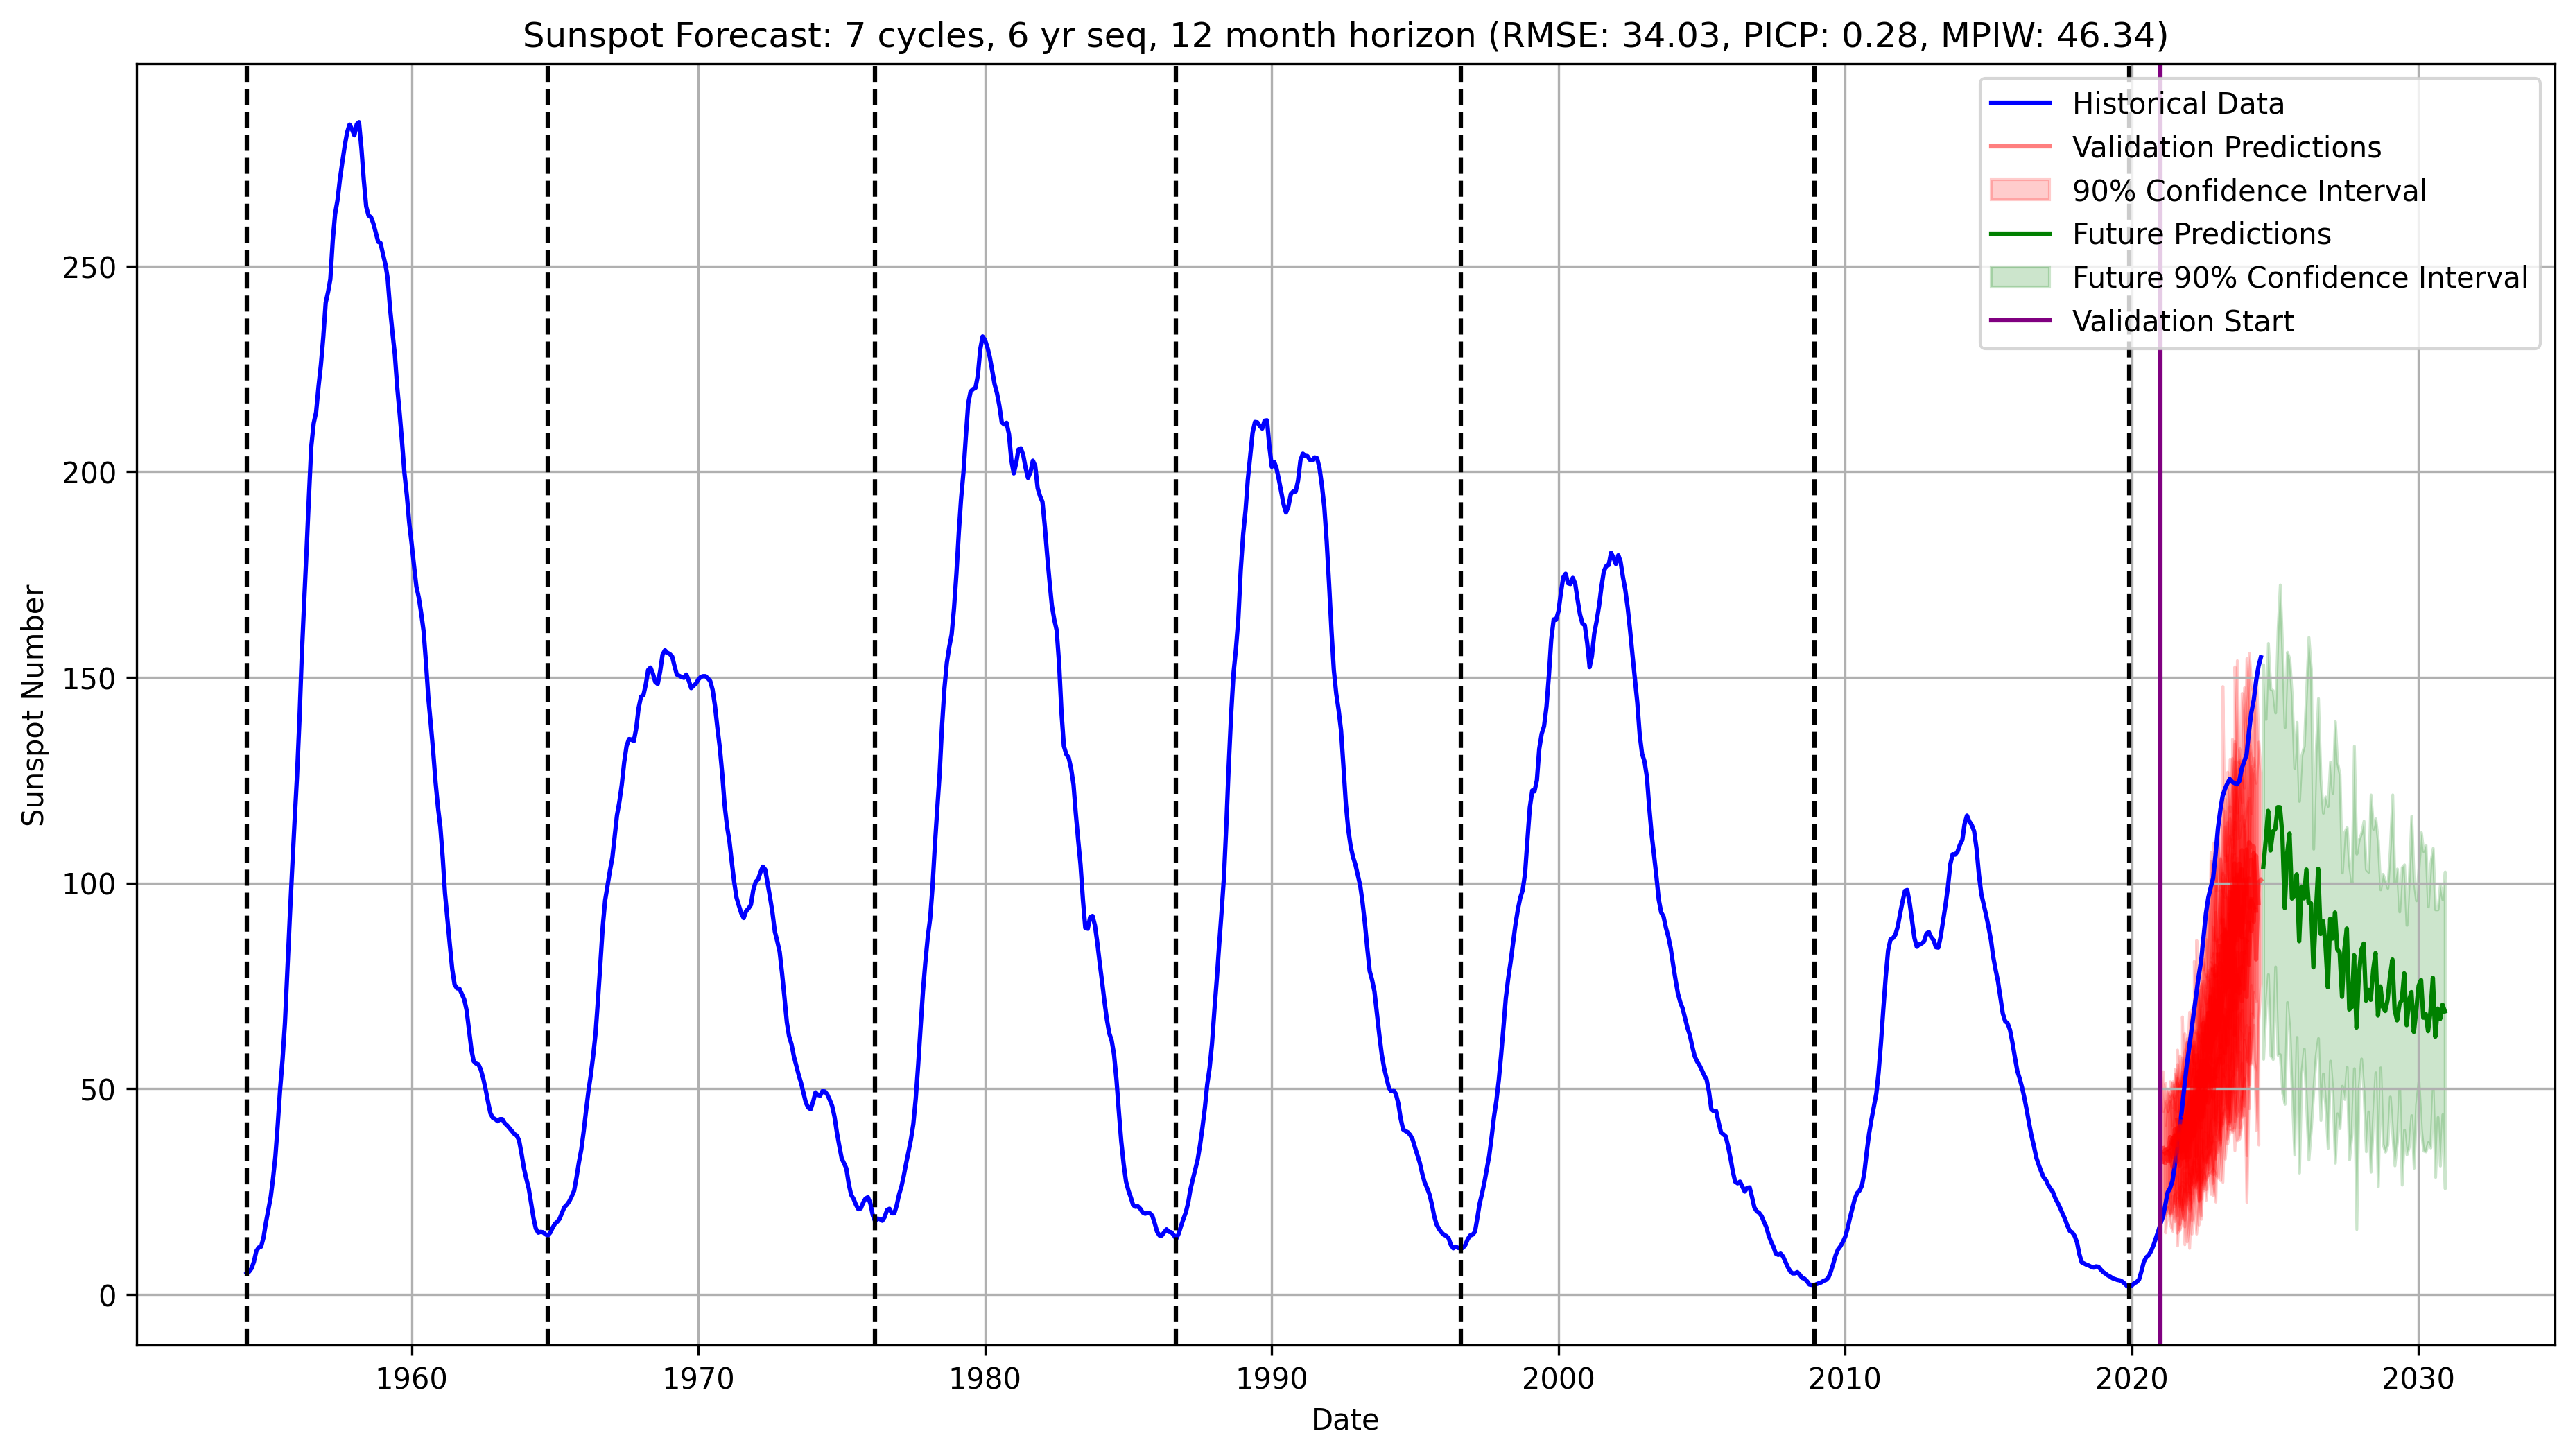 Sunspot Forecast: 7 cycles, 6 yr seq, 12 month horizon (RMSE: 34.03, PICP: 0.28, MPIW: 46.34)
Historical Data
Validation Predictions
90% Confidence Interval
Future Predictions
Future 90% Confidence Interval
Validation Start
Sunspot Number
250
200
150
100
50
0
1960 1970 1980 1990 2000 2010 2020 2030
Date